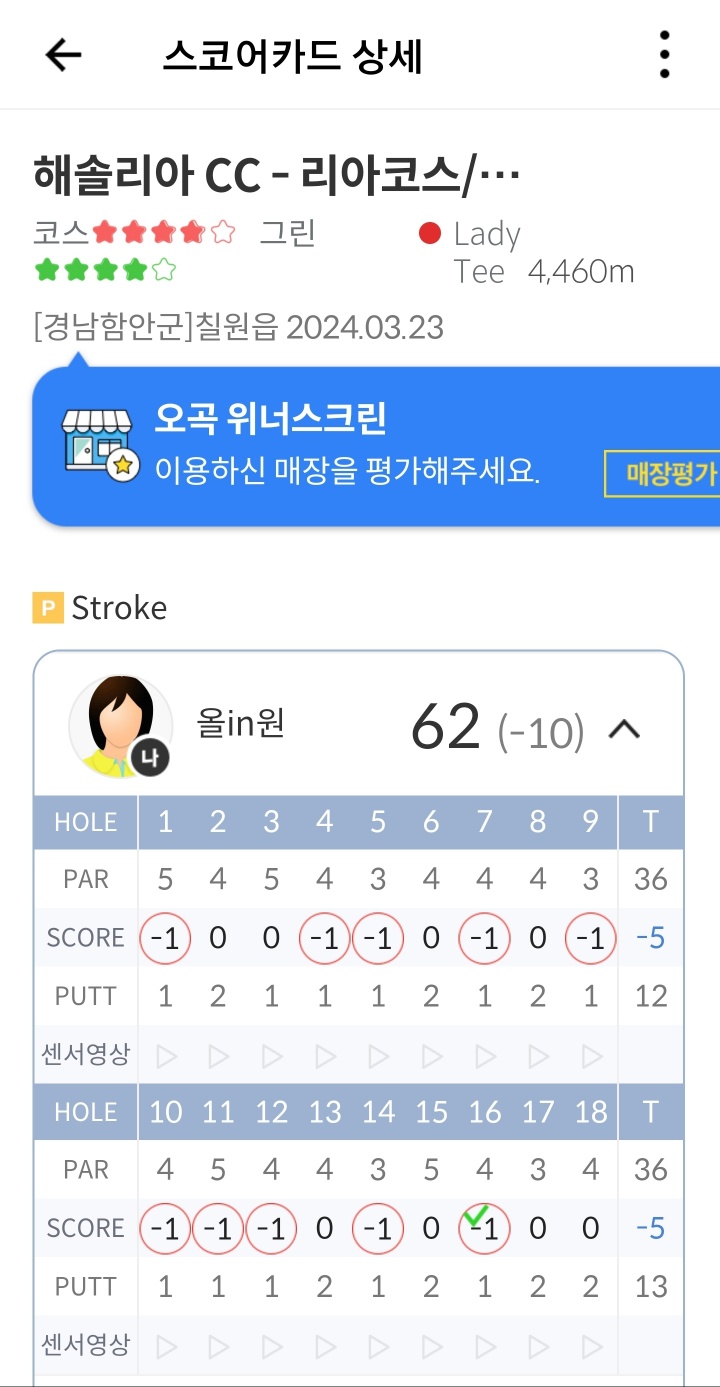 스코어카드 상세
해솔리아 CC - 리아코스/···
코스 그린 Lady
Tee 4,460m
[경남함안군]칠원읍 2024.03.23
오곡 위너스크린
이용하신 매장을 평가해주세요.
매장평가
P Stroke
나 올in원 62 (-10)
HOLE 1 2 3 4 5 6 7 8 9 T
PAR 5 4 5 4 3 4 4 4 3 36
SCORE -1 0 0 -1 -1 0 -1 0 -1 -5
PUTT 1 2 1 1 1 2 1 2 1 12
센서영상
HOLE 10 11 12 13 14 15 16 17 18 T
PAR 4 5 4 4 3 5 4 3 4 36
SCORE -1 -1 -1 0 -1 0 -1 0 0 -5
PUTT 1 1 1 2 1 2 1 2 2 13
센서영상